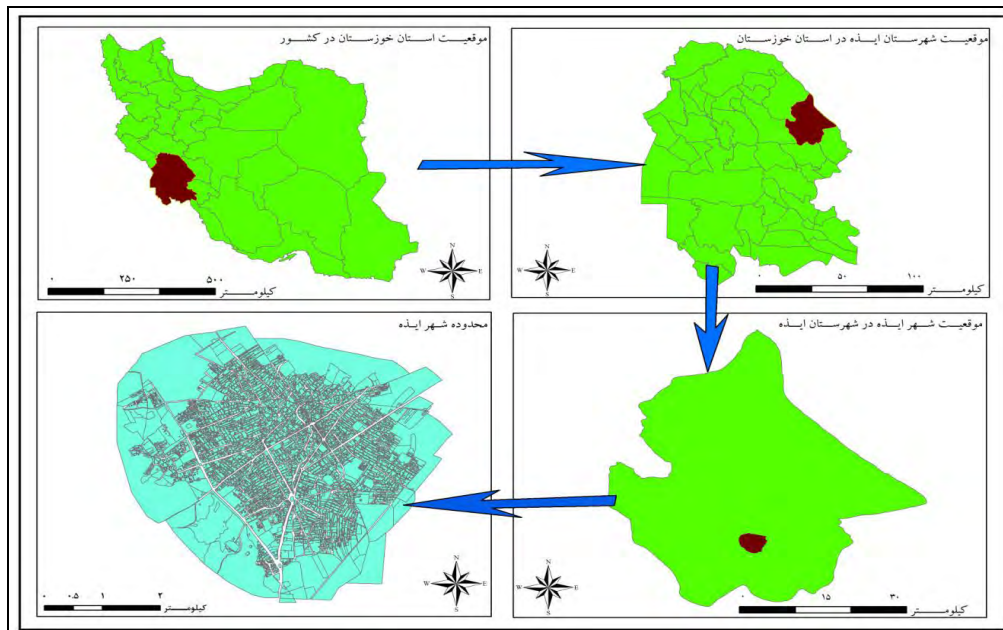 موقعیت استان خوزستان در کشور
N
W E
S
۰ ۲۵۰ ۵۰۰
کیلومتر
موقعیت شهرستان ایذه در استان خوزستان
N
W E
S
۰ ۵۰ ۱۰۰
کیلومتر
موقعیت شهر ایذه در شهرستان ایذه
N
W E
S
۰ ۱۵ ۳۰
کیلومتر
محدوده شهر ایذه
N
W E
S
۰ ۰.۵ ۱ ۲
کیلومتر